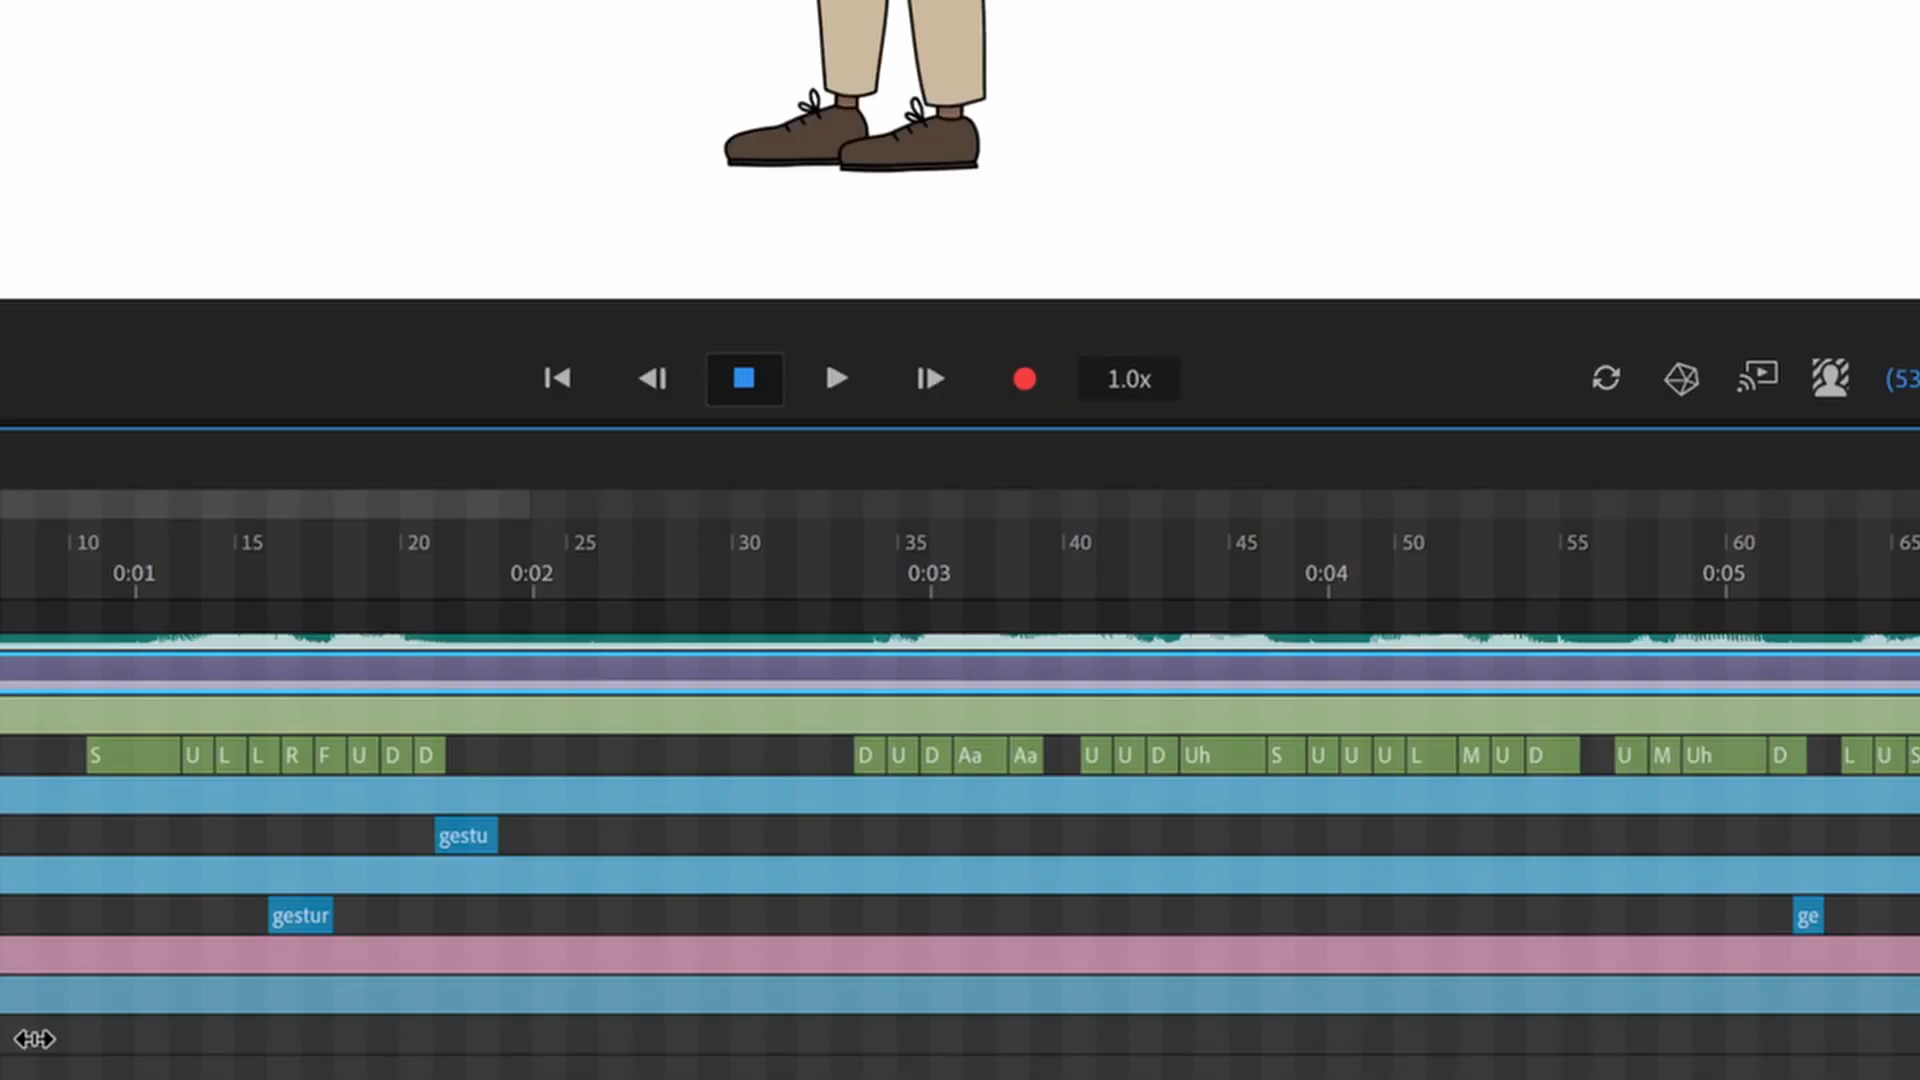 1.0x
(53
10 15 20 25 30 35 40 45 50 55 60 65
0:01 0:02 0:03 0:04 0:05
S U L L R F U D D D U D Aa Aa U U D Uh S U U U L M U D U M Uh D L U S
gestu
gestur ge